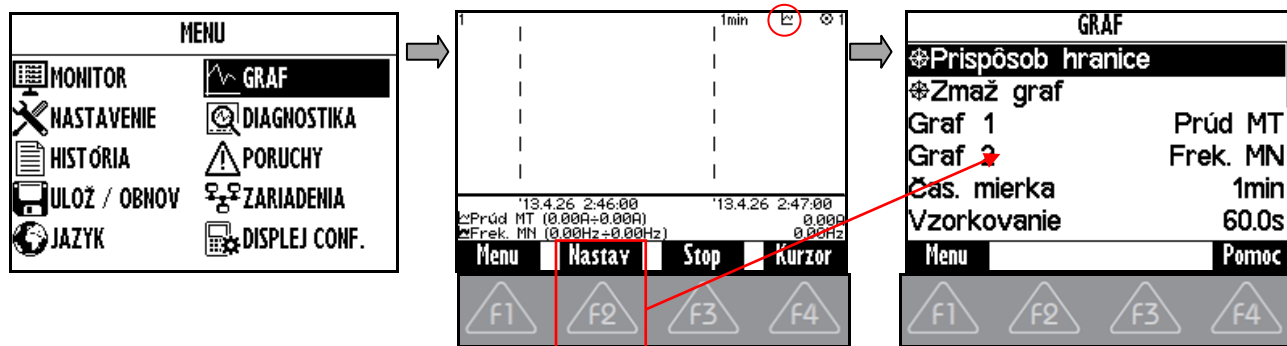 MENU
MONITOR
GRAF
NASTAVENIE
DIAGNOSTIKA
HISTÓRIA
PORUCHY
ULOŽ / OBNOV
ZARIADENIA
JAZYK
DISPLEJ CONF.
1 1min 1
'13.4.26 2:46:00 '13.4.26 2:47:00
Prúd MT (0.00A÷0.00A) 0.00A
Frek. MN (0.00Hz÷0.00Hz) 0.00Hz
Menu Nastav Stop Kurzor
F1 F2 F3 F4
GRAF
Prispôsob hranice
Zmaž graf
Graf 1 Prúd MT
Graf 2 Frek. MN
Čas. mierka 1min
Vzorkovanie 60.0s
Menu Pomoc
F1 F2 F3 F4